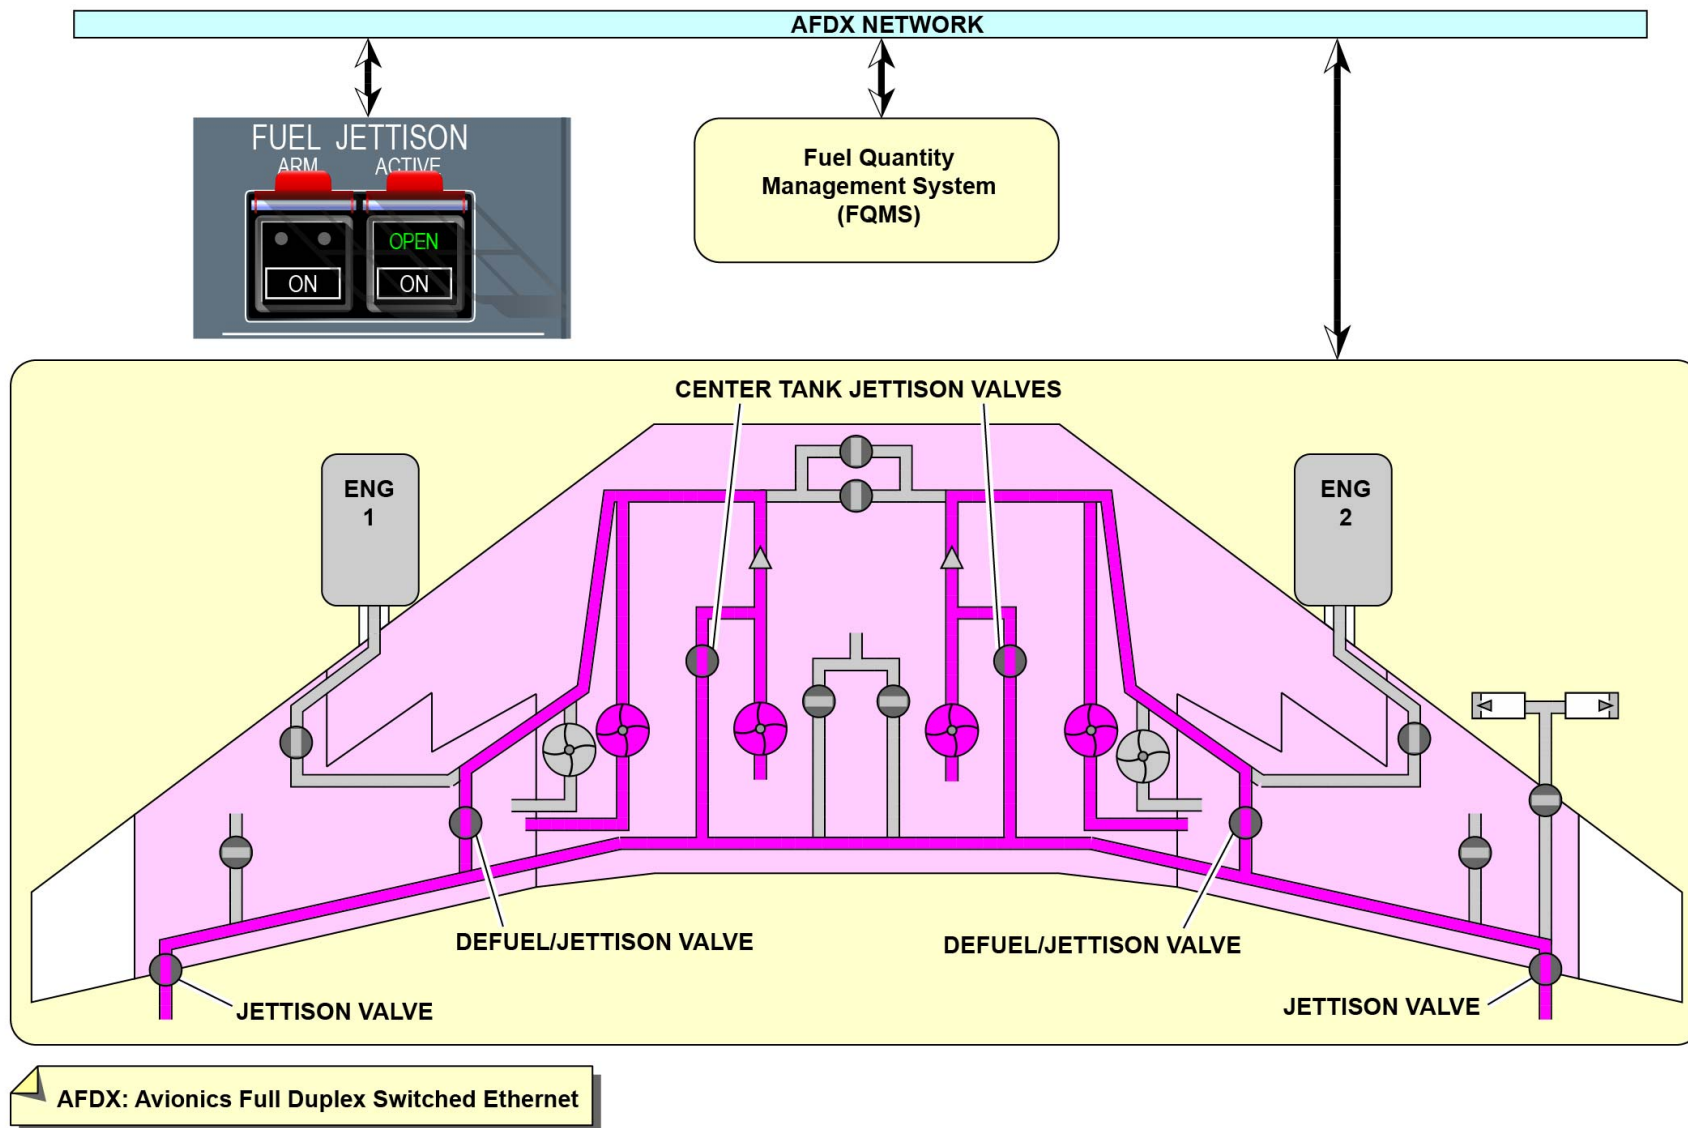 AFDX NETWORK
FUEL JETTISON
ARM
ACTIVE
OPEN
ON
ON
Fuel Quantity
Management System
(FQMS)
CENTER TANK JETTISON VALVES
ENG
1
ENG
2
DEFUEL/JETTISON VALVE
DEFUEL/JETTISON VALVE
JETTISON VALVE
JETTISON VALVE
AFDX: Avionics Full Duplex Switched Ethernet